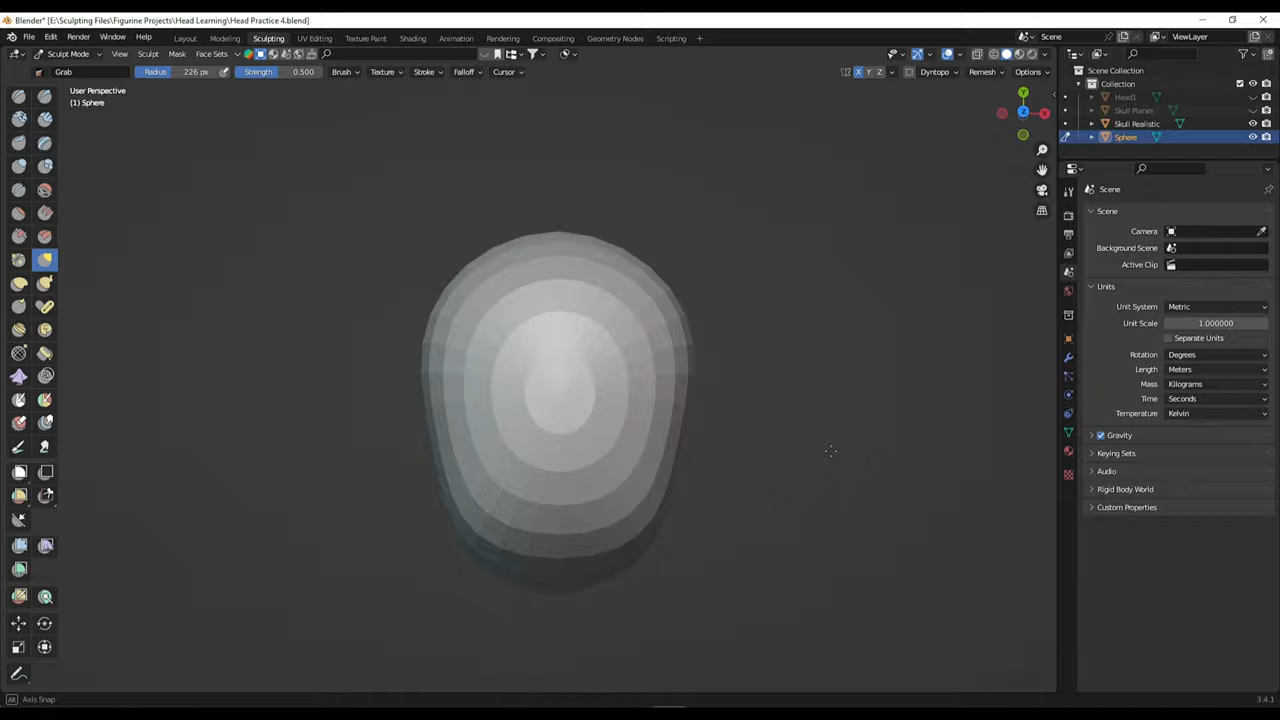 Blender* [E:\Sculpting Files\Figurine Projects\Head Learning\Head Practice 4.blend]
File Edit Render Window Help Layout Modeling Sculpting UV Editing Texture Paint Shading Animation Rendering Compositing Geometry Nodes Scripting + Scene ViewLayer
Sculpt Mode View Sculpt Mask Face Sets
Grab Radius 226 px Strength 0.500 Brush Texture Stroke Falloff Cursor X Y Z Dyntopo Remesh Options
User Perspective
(1) Sphere
Y
Z X
Scene Collection
Collection
Head1
Skull Planes
Skull Realistic
Sphere
Scene
Scene
Camera
Background Scene
Active Clip
Units
Unit System Metric
Unit Scale 1.000000
Separate Units
Rotation Degrees
Length Meters
Mass Kilograms
Time Seconds
Temperature Kelvin
Gravity
Keying Sets
Audio
Rigid Body World
Custom Properties
Alt Axis Snap 3.4.1